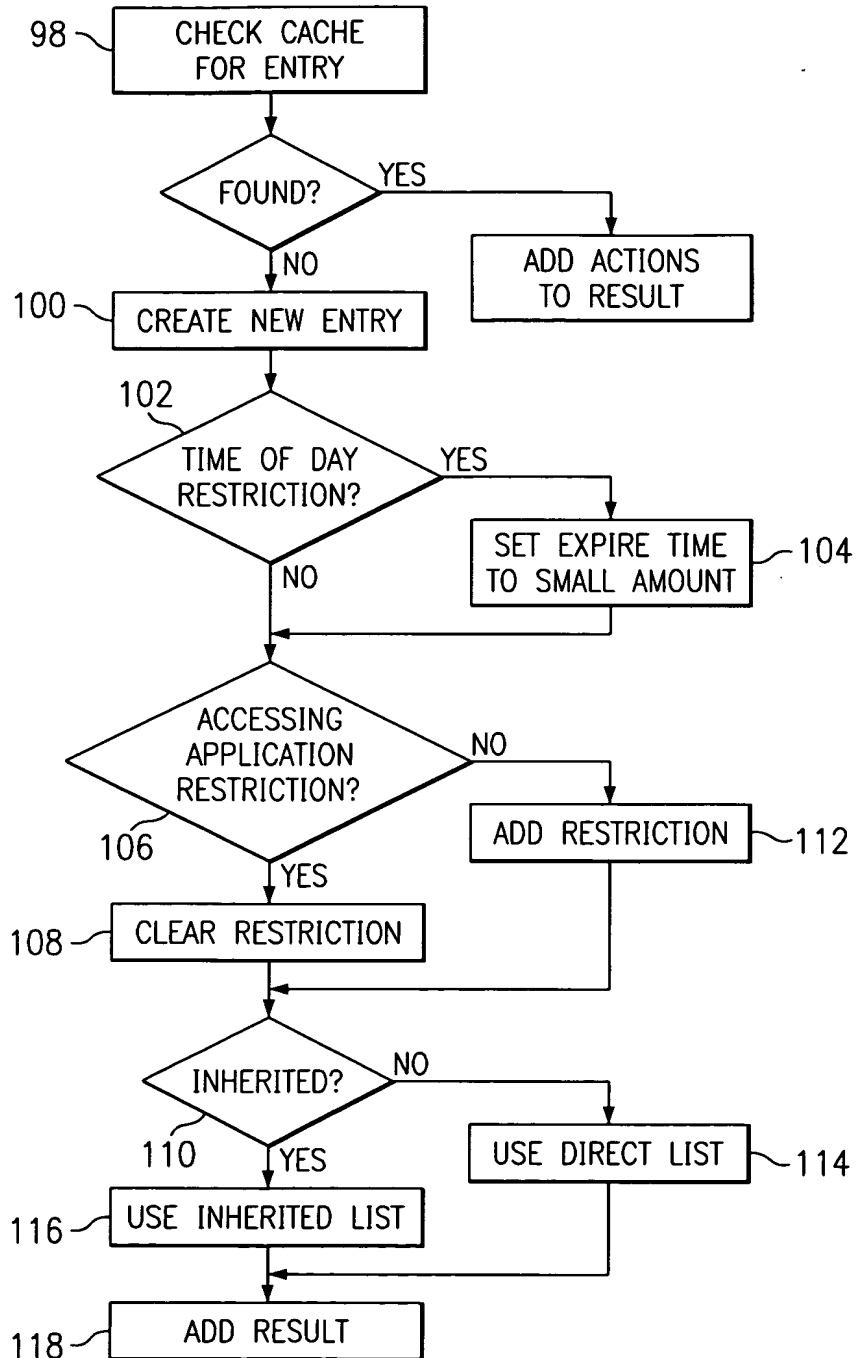 98
CHECK CACHE
FOR ENTRY
FOUND?
YES
NO
ADD ACTIONS
TO RESULT
100
CREATE NEW ENTRY
102
TIME OF DAY
RESTRICTION?
YES
NO
SET EXPIRE TIME
TO SMALL AMOUNT
104
ACCESSING
APPLICATION
RESTRICTION?
NO
106
YES
ADD RESTRICTION
112
108
CLEAR RESTRICTION
INHERITED?
NO
110
YES
USE DIRECT LIST
114
116
USE INHERITED LIST
118
ADD RESULT